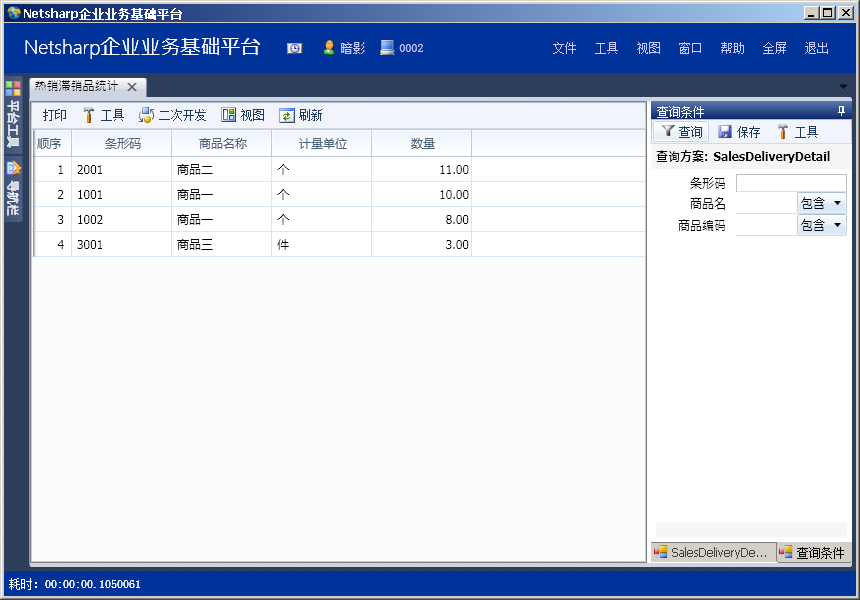 Netsharp企业业务基础平台
Netsharp企业业务基础平台 暗影 0002 文件 工具 视图 窗口 帮助 全屏 退出
平台工具
导航栏
热销滞销品统计
打印 工具 二次开发 视图 刷新
顺序 条形码 商品名称 计量单位 数量
1 2001 商品二 个 11.00
2 1001 商品一 个 10.00
3 1002 商品一 个 8.00
4 3001 商品三 件 3.00
查询条件
查询 保存 工具
查询方案: SalesDeliveryDetail
条形码
商品名 包含
商品编码 包含
SalesDeliveryDe... 查询条件
耗时: 00:00:00.1050061